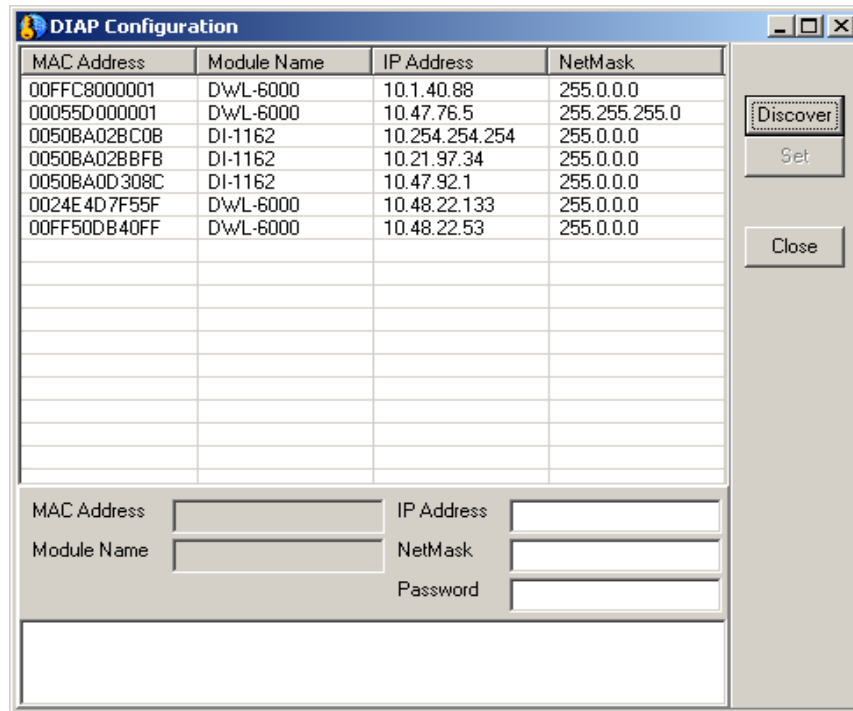 DIAP Configuration
MAC Address Module Name IP Address NetMask
00FFC8000001 DWL-6000 10.1.40.88 255.0.0.0
00055D000001 DWL-6000 10.47.76.5 255.255.255.0
0050BA02BC0B DI-1162 10.254.254.254 255.0.0.0
0050BA02BBFB DI-1162 10.21.97.34 255.0.0.0
0050BA0D308C DI-1162 10.47.92.1 255.0.0.0
0024E4D7F55F DWL-6000 10.48.22.133 255.0.0.0
00FF50DB40FF DWL-6000 10.48.22.53 255.0.0.0
Discover
Set
Close
MAC Address IP Address
Module Name NetMask
Password